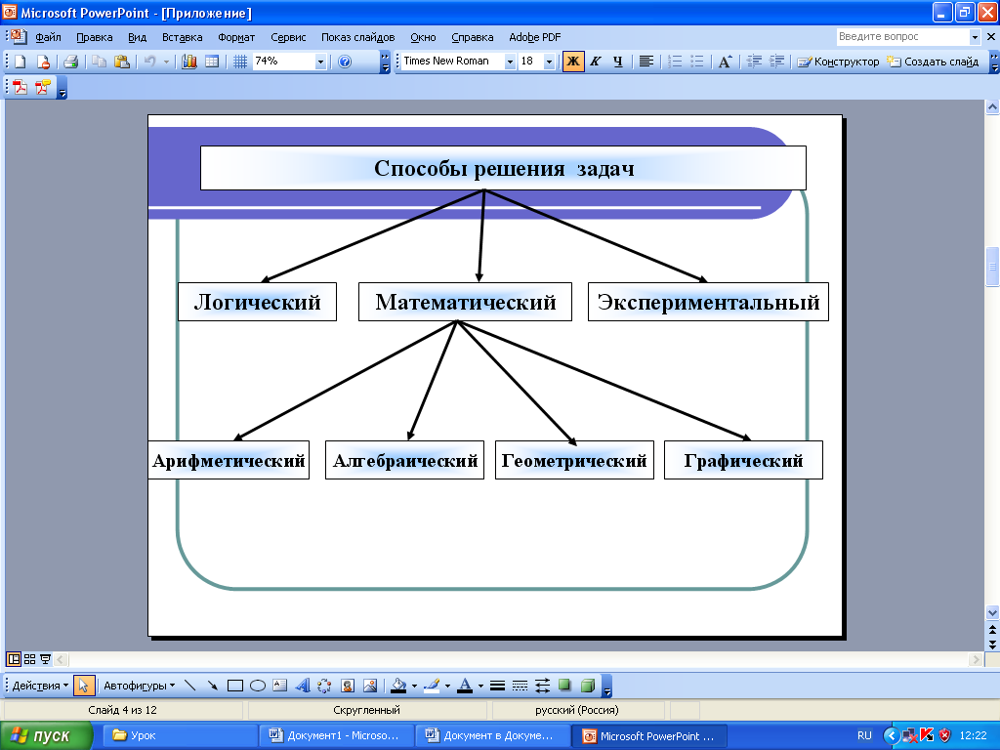 Microsoft PowerPoint - [Приложение]
Файл Правка Вид Вставка Формат Сервис Показ слайдов Окно Справка Adobe PDF Введите вопрос
74% Times New Roman 18 Ж К Ч Конструктор Создать слайд
Способы решения задач
Логический Математический Экспериментальный
Арифметический Алгебраический Геометрический Графический
Действия Автофигуры
Слайд 4 из 12 Скругленный русский (Россия)
пуск Урок Документ1 - Microso... Документ в Докуме... Microsoft PowerPoint ... RU 12:22